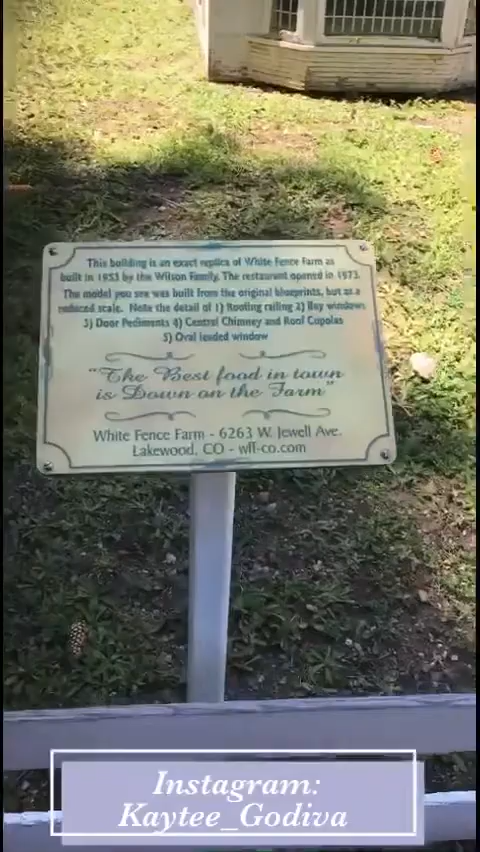 This building is an exact replica of White Fence Farm as
built in 1953 by the Wilson Family. The restaurant opened in 1973.
The model you see was built from the original blueprints, but at a
reduced scale. Note the detail of 1) Roofing railing 2) Bay windows
3) Door Pediments 4) Central Chimney and Roof Cupolas
5) Oval leaded window
"The Best food in town
is Down on the Farm"
White Fence Farm - 6263 W. Jewell Ave.
Lakewood, CO - wff-co.com
Instagram:
Kaytee_Godiva